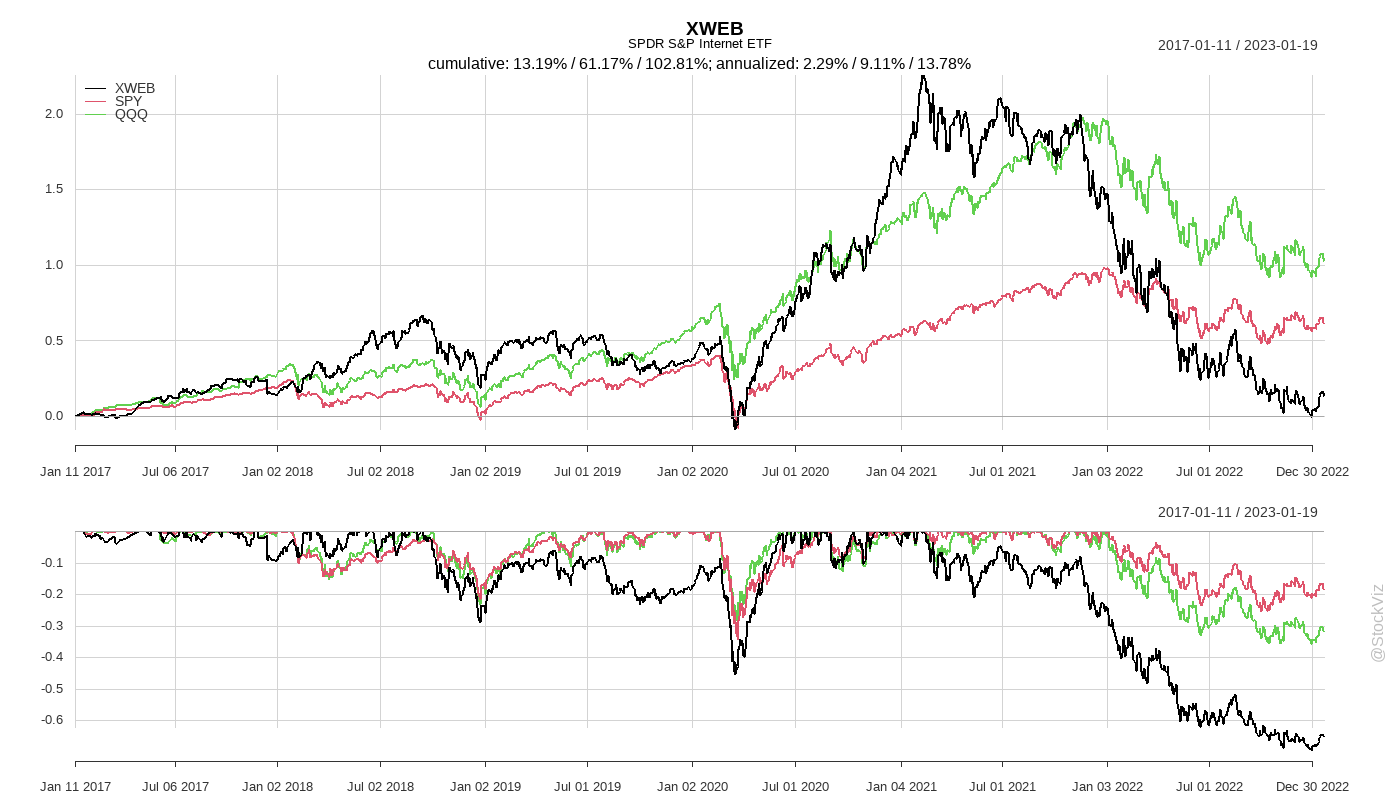 XWEB
SPDR S&P Internet ETF
2017-01-11 / 2023-01-19
cumulative: 13.19% / 61.17% / 102.81%; annualized: 2.29% / 9.11% / 13.78%
XWEB
SPY
QQQ
2.0
1.5
1.0
0.5
0.0
Jan 11 2017 Jul 06 2017 Jan 02 2018 Jul 02 2018 Jan 02 2019 Jul 01 2019 Jan 02 2020 Jul 01 2020 Jan 04 2021 Jul 01 2021 Jan 03 2022 Jul 01 2022 Dec 30 2022
2017-01-11 / 2023-01-19
-0.1
-0.2
-0.3
-0.4
-0.5
-0.6
Jan 11 2017 Jul 06 2017 Jan 02 2018 Jul 02 2018 Jan 02 2019 Jul 01 2019 Jan 02 2020 Jul 01 2020 Jan 04 2021 Jul 01 2021 Jan 03 2022 Jul 01 2022 Dec 30 2022
@StockViz